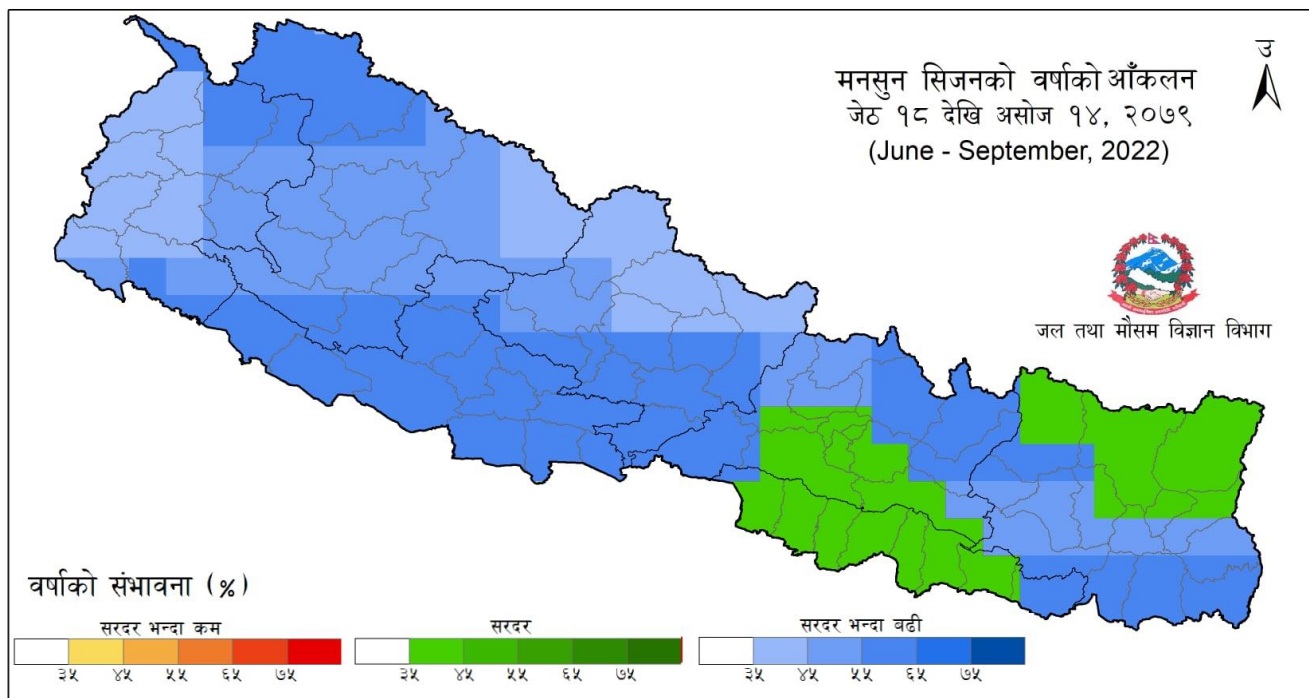 उ
मनसुन सिजनको वर्षाको आँकलन
जेठ १८ देखि असोज १४, २०७९
(June - September, 2022)
जल तथा मौसम विज्ञान विभाग
वर्षाको संभावना (%)
सरदर भन्दा कम
३५ ४५ ५५ ६५ ७५
सरदर
३५ ४५ ५५ ६५ ७५
सरदर भन्दा बढी
३५ ४५ ५५ ६५ ७५